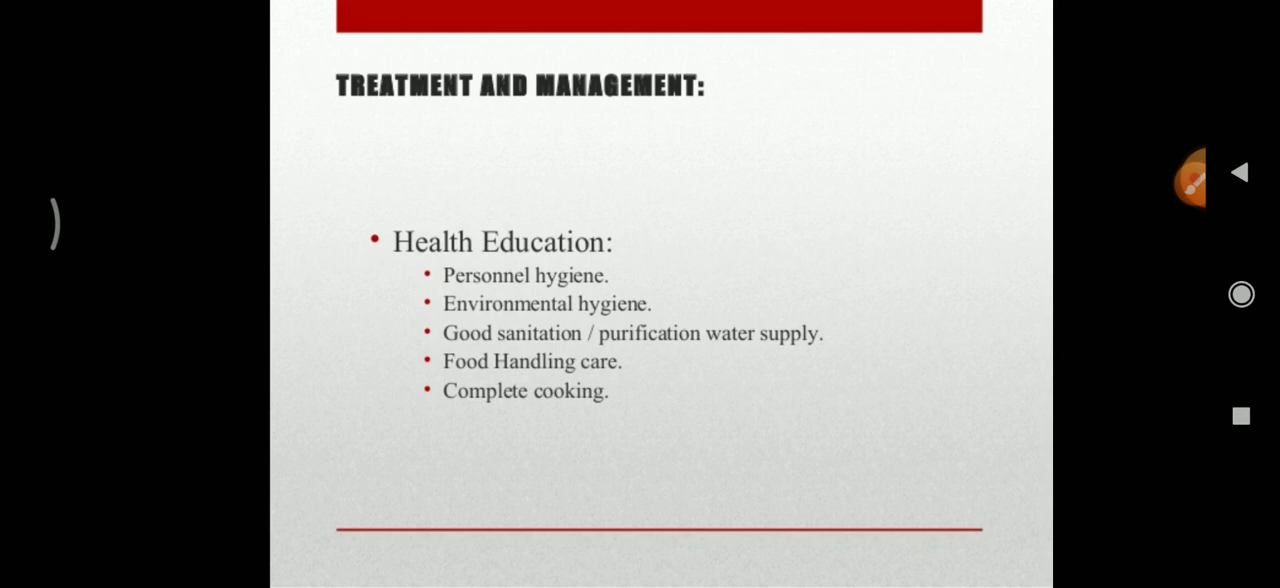 TREATMENT AND MANAGEMENT:
• Health Education:
• Personnel hygiene.
• Environmental hygiene.
• Good sanitation / purification water supply.
• Food Handling care.
• Complete cooking.